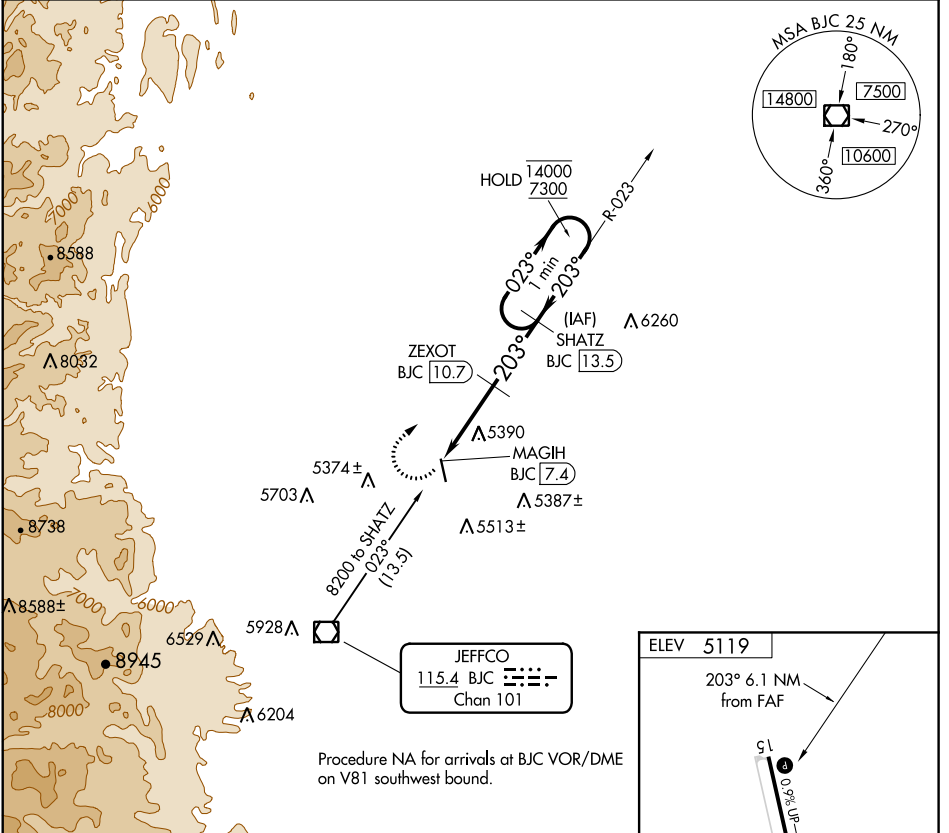 MSA BJC 25 NM
180°
14800
7500
270°
10600
360°
7000
6000
HOLD
14000
7300
R-023
023°
1 min
203°
8588
(IAF)
SHATZ
BJC 13.5
6260
8032
ZEXOT
BJC 10.7
203°
5390
MAGIH
BJC 7.4
5374±
5703
5387±
5513±
8738
8200 to SHATZ
023°
(13.5)
8588±
7000
6000
6529
5928
8945
8000
6204
JEFFCO
115.4 BJC
Chan 101
Procedure NA for arrivals at BJC VOR/DME
on V81 southwest bound.
ELEV 5119
203° 6.1 NM
from FAF
15
P
0.9% UP